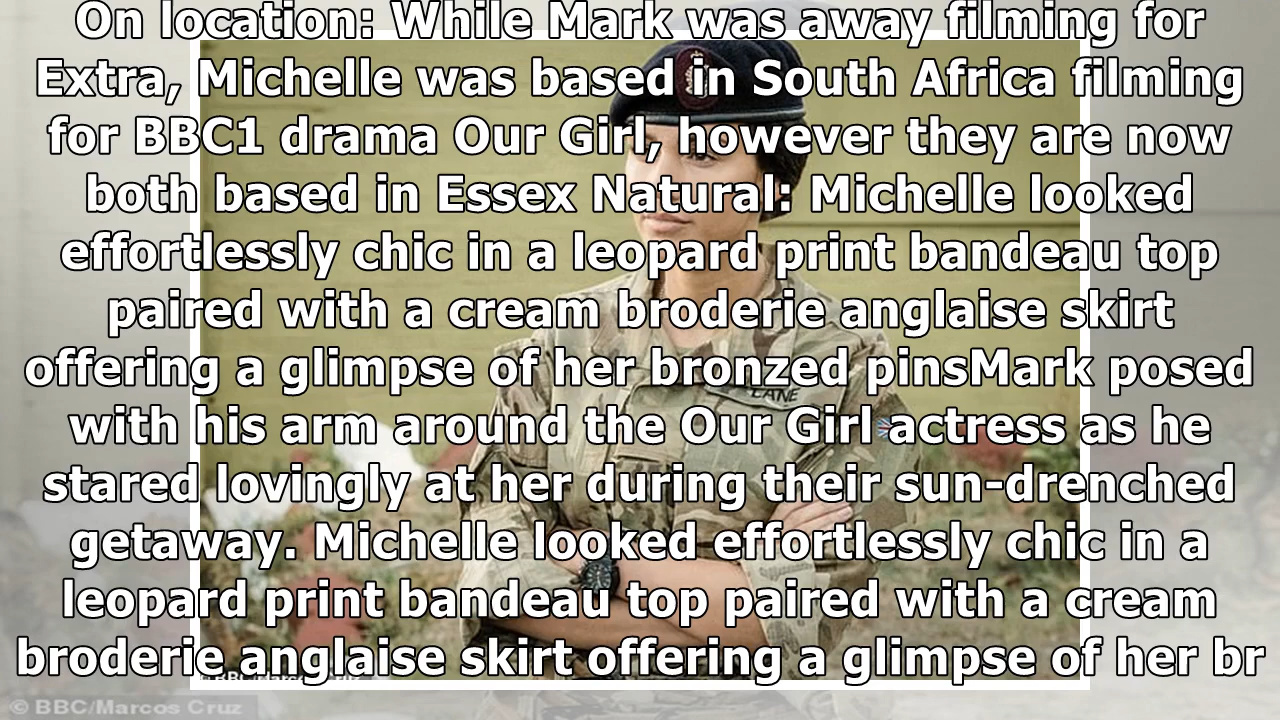 On location: While Mark was away filming for
Extra, Michelle was based in South Africa filming
for BBC1 drama Our Girl, however they are now
both based in Essex Natural: Michelle looked
effortlessly chic in a leopard print bandeau top
paired with a cream broderie anglaise skirt
offering a glimpse of her bronzed pinsMark posed
LANE
with his arm around the Our Girl actress as he
stared lovingly at her during their sun-drenched
getaway. Michelle looked effortlessly chic in a
leopard print bandeau top paired with a cream
broderie anglaise skirt offering a glimpse of her br
© BBC/Marcos Cruz
© BBC/Marcos Cruz